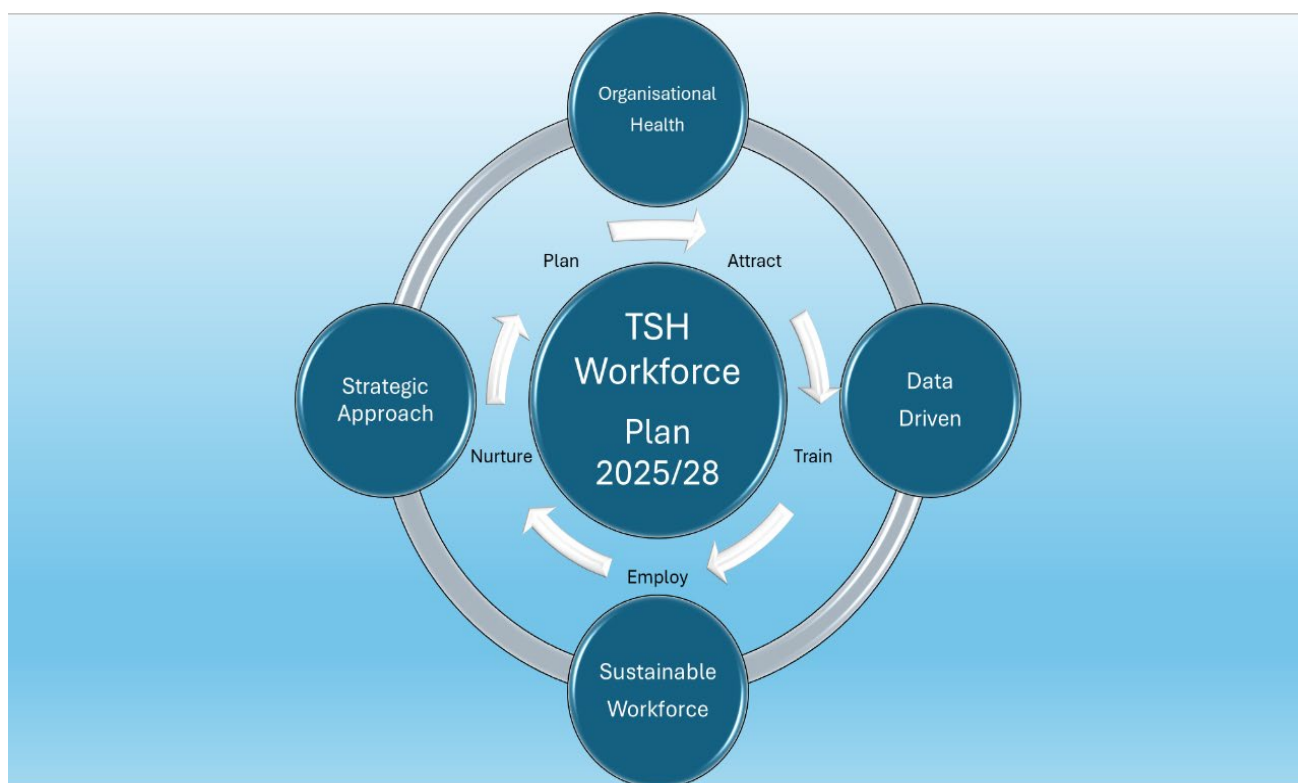 Organisational
Health
Plan
Attract
TSH
Workforce
Plan
2025/28
Strategic
Approach
Data
Driven
Nurture
Train
Employ
Sustainable
Workforce